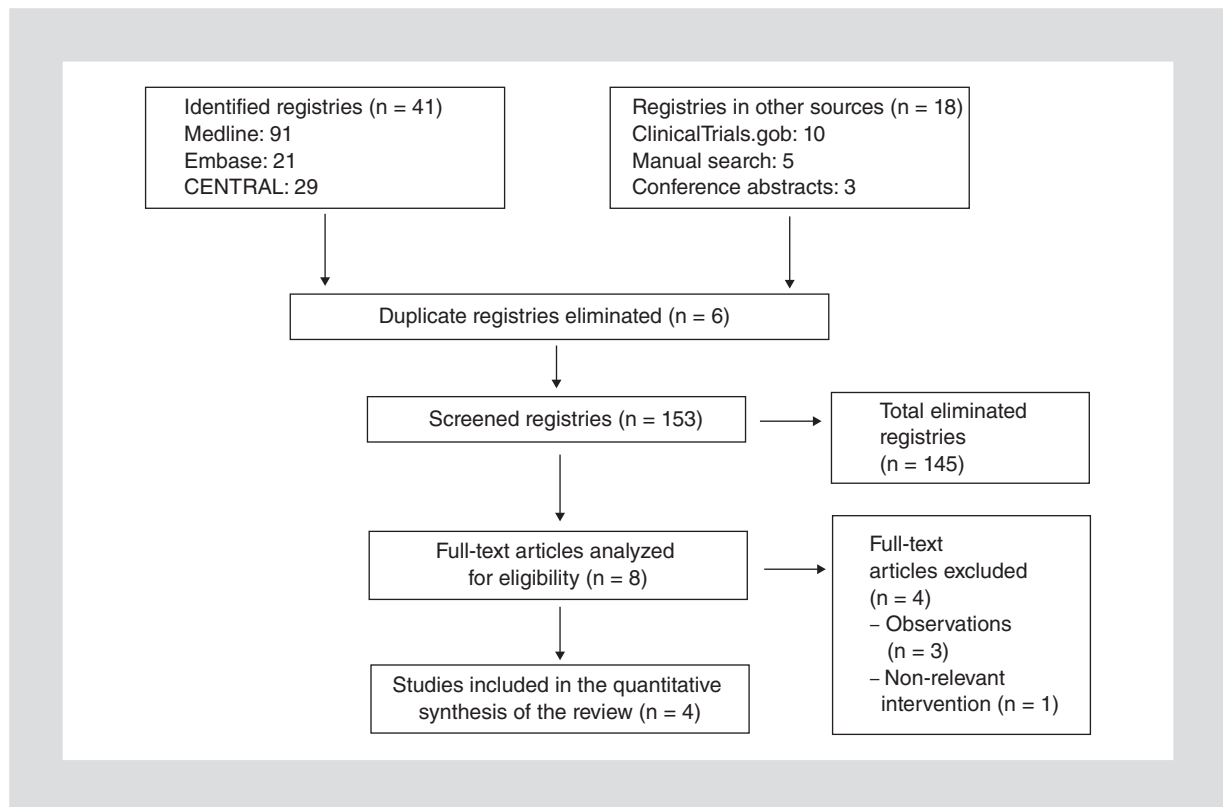 Identified registries (n = 41)
Medline: 91
Embase: 21
CENTRAL: 29
Registries in other sources (n = 18)
ClinicalTrials.gob: 10
Manual search: 5
Conference abstracts: 3
Duplicate registries eliminated (n = 6)
Screened registries (n = 153)
Total eliminated
registries
(n = 145)
Full-text articles analyzed
for eligibility (n = 8)
Full-text
articles excluded
(n = 4)
– Observations
(n = 3)
– Non-relevant
intervention (n = 1)
Studies included in the quantitative
synthesis of the review (n = 4)